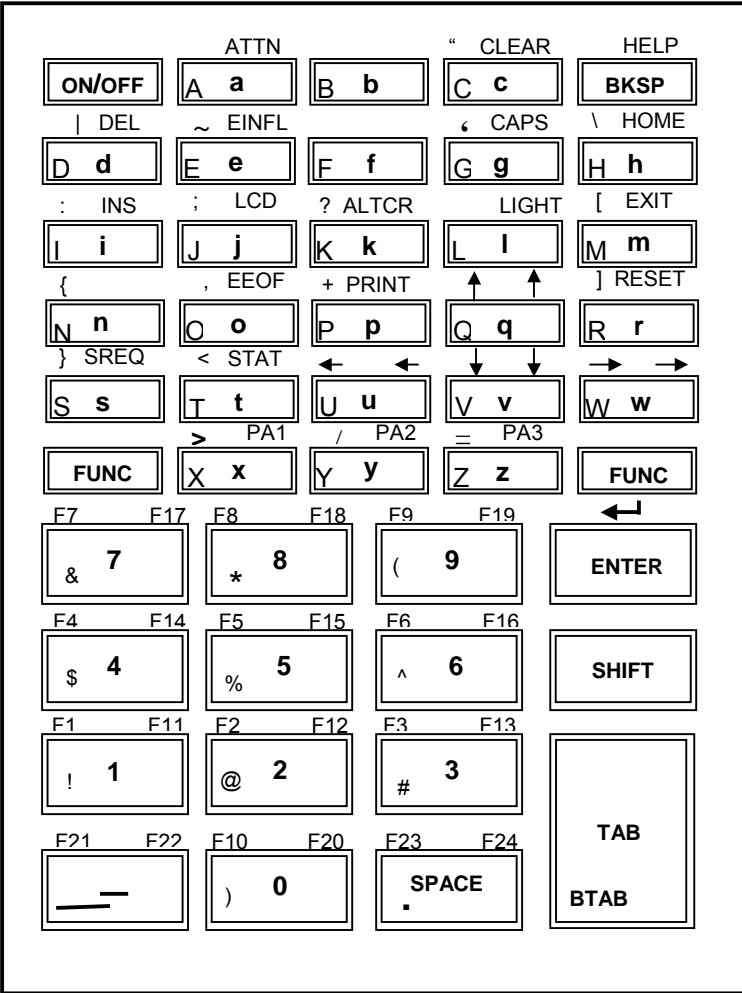 ATTN “ CLEAR HELP
ON/OFF A a B b C c BKSP
| DEL ~ EINFL ‘ CAPS \ HOME
D d E e F f G g H h
: INS ; LCD ? ALTCR LIGHT [ EXIT
I i J j K k L l M m
{ , EEOF + PRINT ↑ ↑ ] RESET
N n O o P p Q q R r
} SREQ < STAT ← ← ↓ ↓ → →
S s T t U u V v W w
> PA1 / PA2 = PA3
FUNC X x Y y Z z FUNC
F7 F17 F8 F18 F9 F19 ↵
& 7 * 8 ( 9 ENTER
F4 F14 F5 F15 F6 F16
$ 4 % 5 ^ 6 SHIFT
F1 F11 F2 F12 F3 F13
! 1 @ 2 # 3
TAB
F21 F22 F10 F20 F23 F24
_ - ) 0 . SPACE BTAB